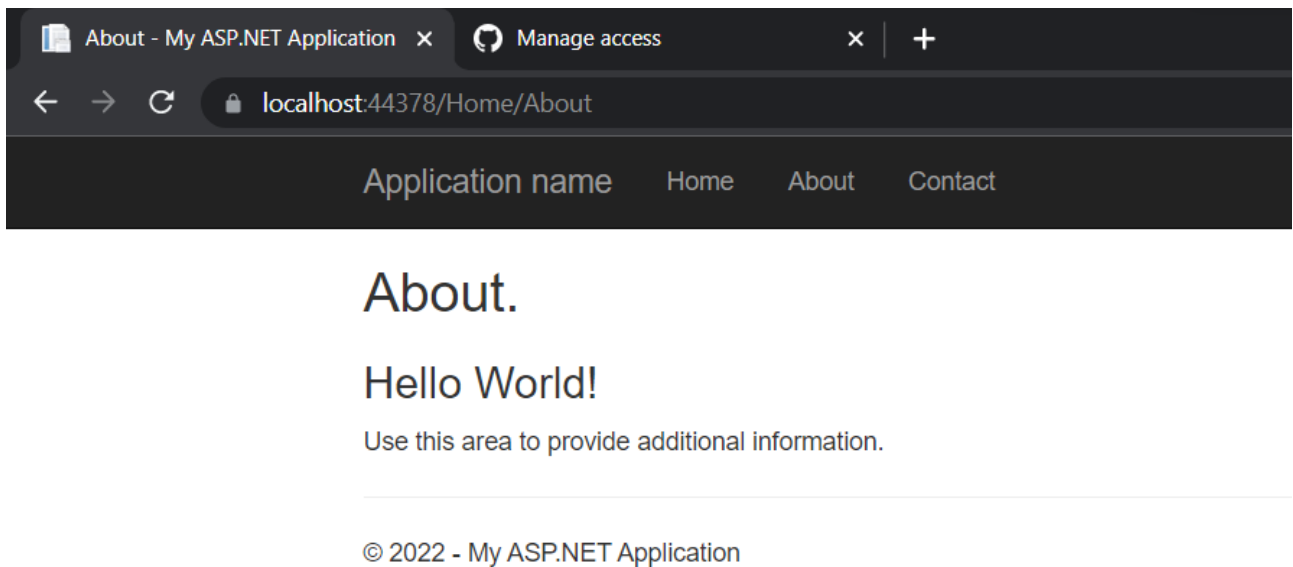 About - My ASP.NET Application Manage access
localhost:44378/Home/About
Application name Home About Contact
About.
Hello World!
Use this area to provide additional information.
© 2022 - My ASP.NET Application